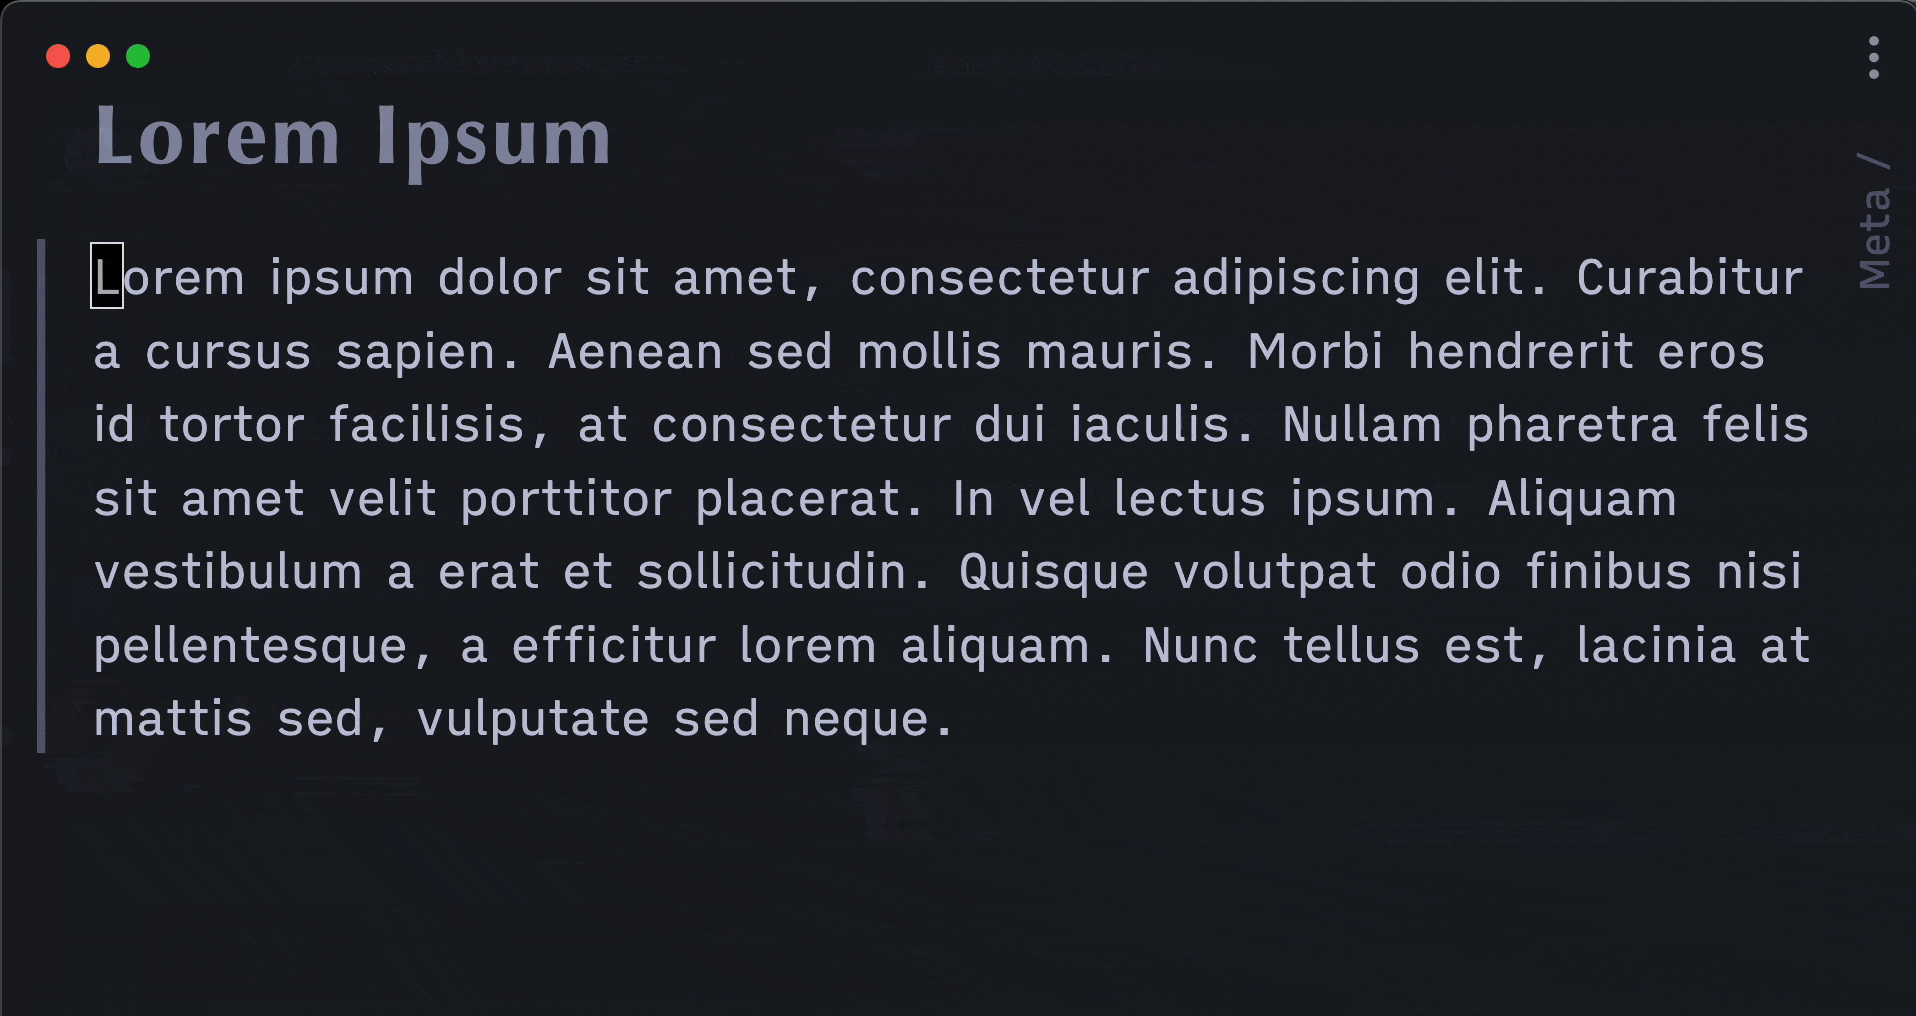 Lorem Ipsum
Meta /
Lorem ipsum dolor sit amet, consectetur adipiscing elit. Curabitur
a cursus sapien. Aenean sed mollis mauris. Morbi hendrerit eros
id tortor facilisis, at consectetur dui iaculis. Nullam pharetra felis
sit amet velit porttitor placerat. In vel lectus ipsum. Aliquam
vestibulum a erat et sollicitudin. Quisque volutpat odio finibus nisi
pellentesque, a efficitur lorem aliquam. Nunc tellus est, lacinia at
mattis sed, vulputate sed neque.